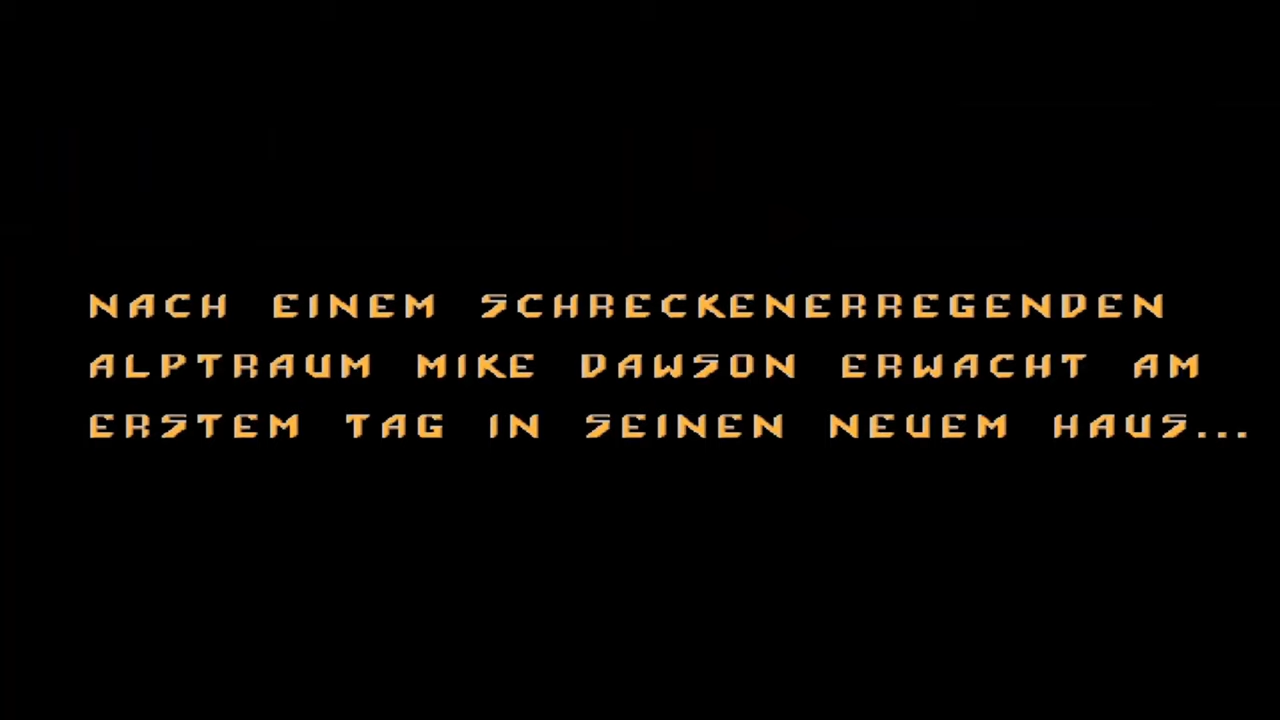 NACH EINEM SCHRECKENERREGENDEN
ALPTRAUM MIKE DAWSON ERWACHT AM
ERSTEM TAG IN SEINEN NEUEM HAUS...